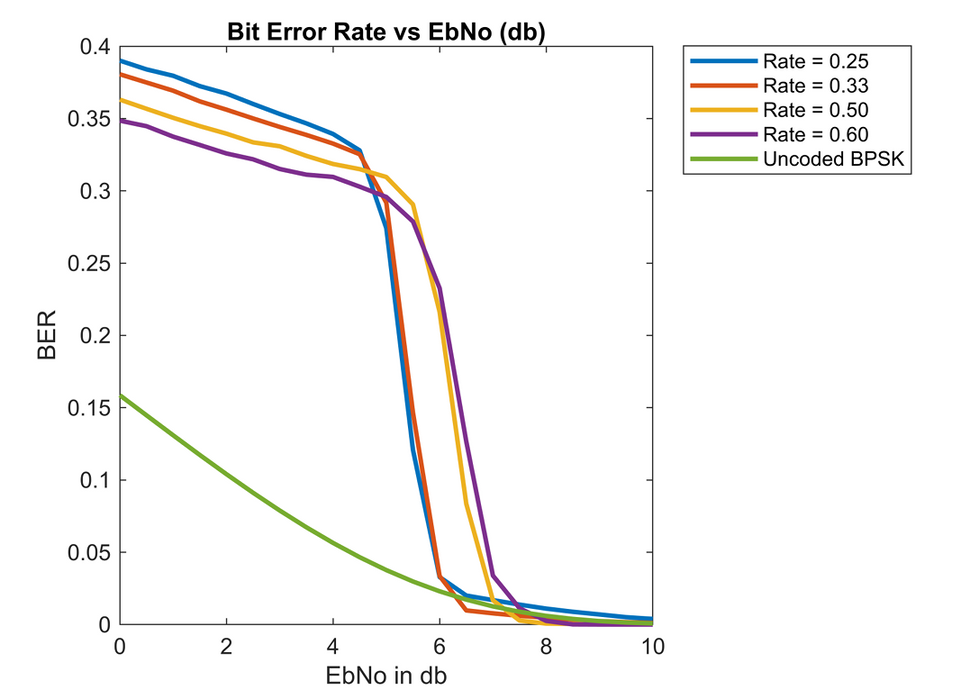 Bit Error Rate vs EbNo (db)
0.4
0.35
0.3
0.25
0.2
0.15
0.1
0.05
0
BER
0 2 4 6 8 10
EbNo in db
Rate = 0.25
Rate = 0.33
Rate = 0.50
Rate = 0.60
Uncoded BPSK